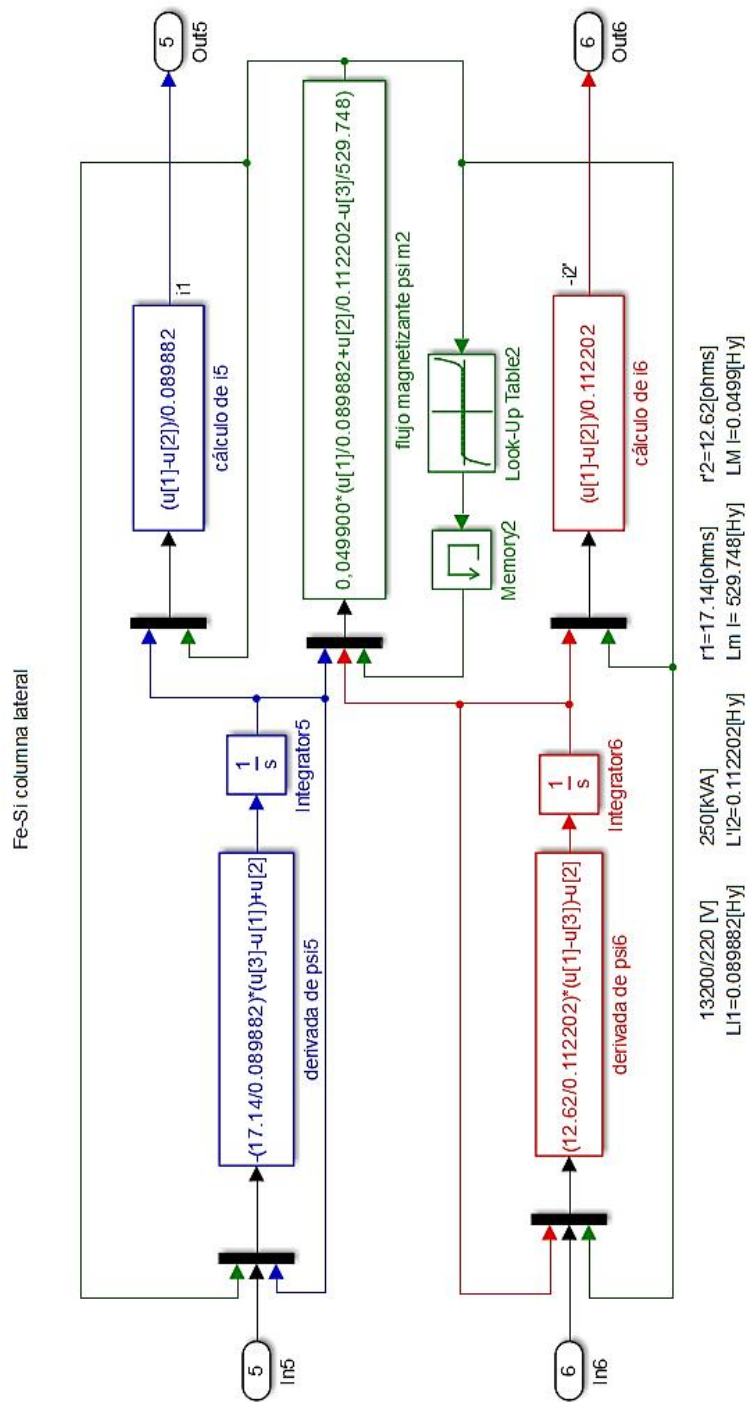 Fe-Si columna lateral
5
In5
-(17.14/0.089882)*(u[3]-u[1])+u[2]
derivada de psi5
1
s
Integrator5
(u[1]-u[2])/0.089882
cálculo de i5
i1
5
Out5
0,049900*(u[1]/0.089882+u[2]/0.112202-u[3]/529.748)
flujo magnetizante psi m2
Look-Up Table2
Memory2
6
In6
(12.62/0.112202)*(u[1]-u[3])-u[2]
derivada de psi6
1
s
Integrator6
(u[1]-u[2])/0.112202
cálculo de i6
-i2'
6
Out6
13200/220 [V] 250[kVA] r1=17.14[ohms] r2=12.62[ohms]
Ll1=0.089882[Hy] L'l2=0.112202[Hy] Lm l= 529.748[Hy] LM l=0.0499[Hy]